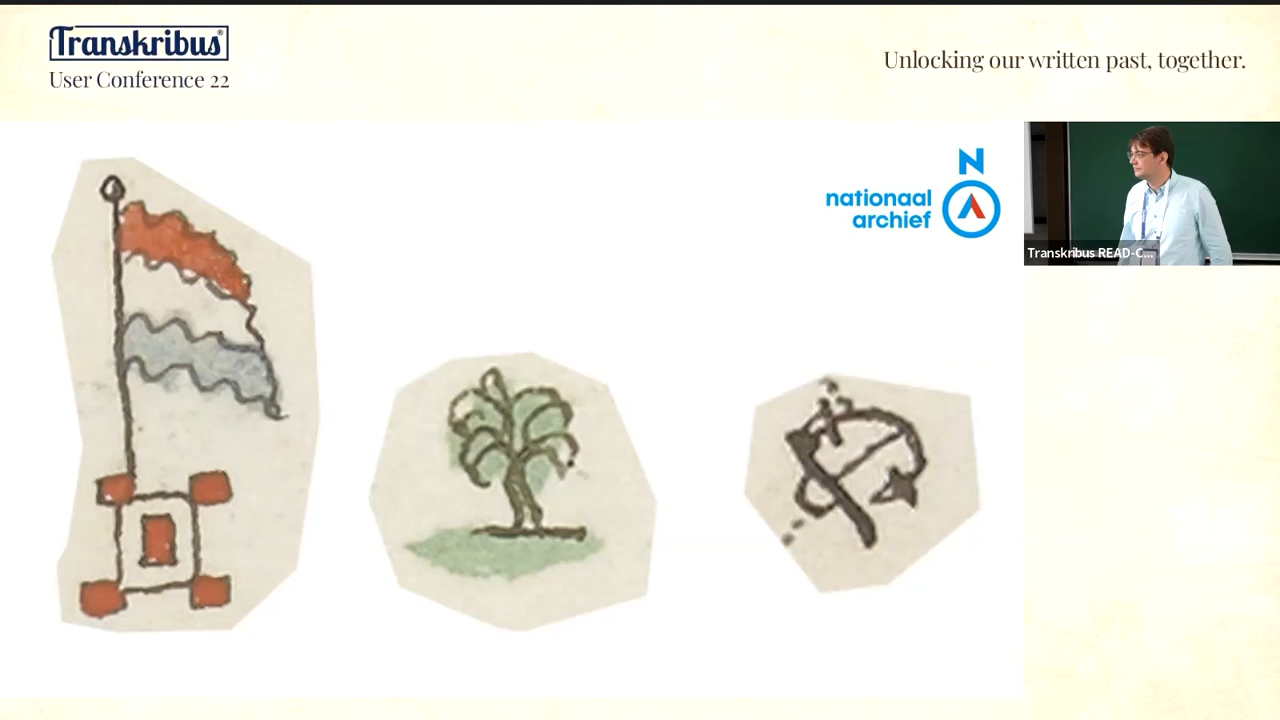 Transkribus®
User Conference 22
Unlocking our written past, together.
N
nationaal
archief
Transkribus READ-C...